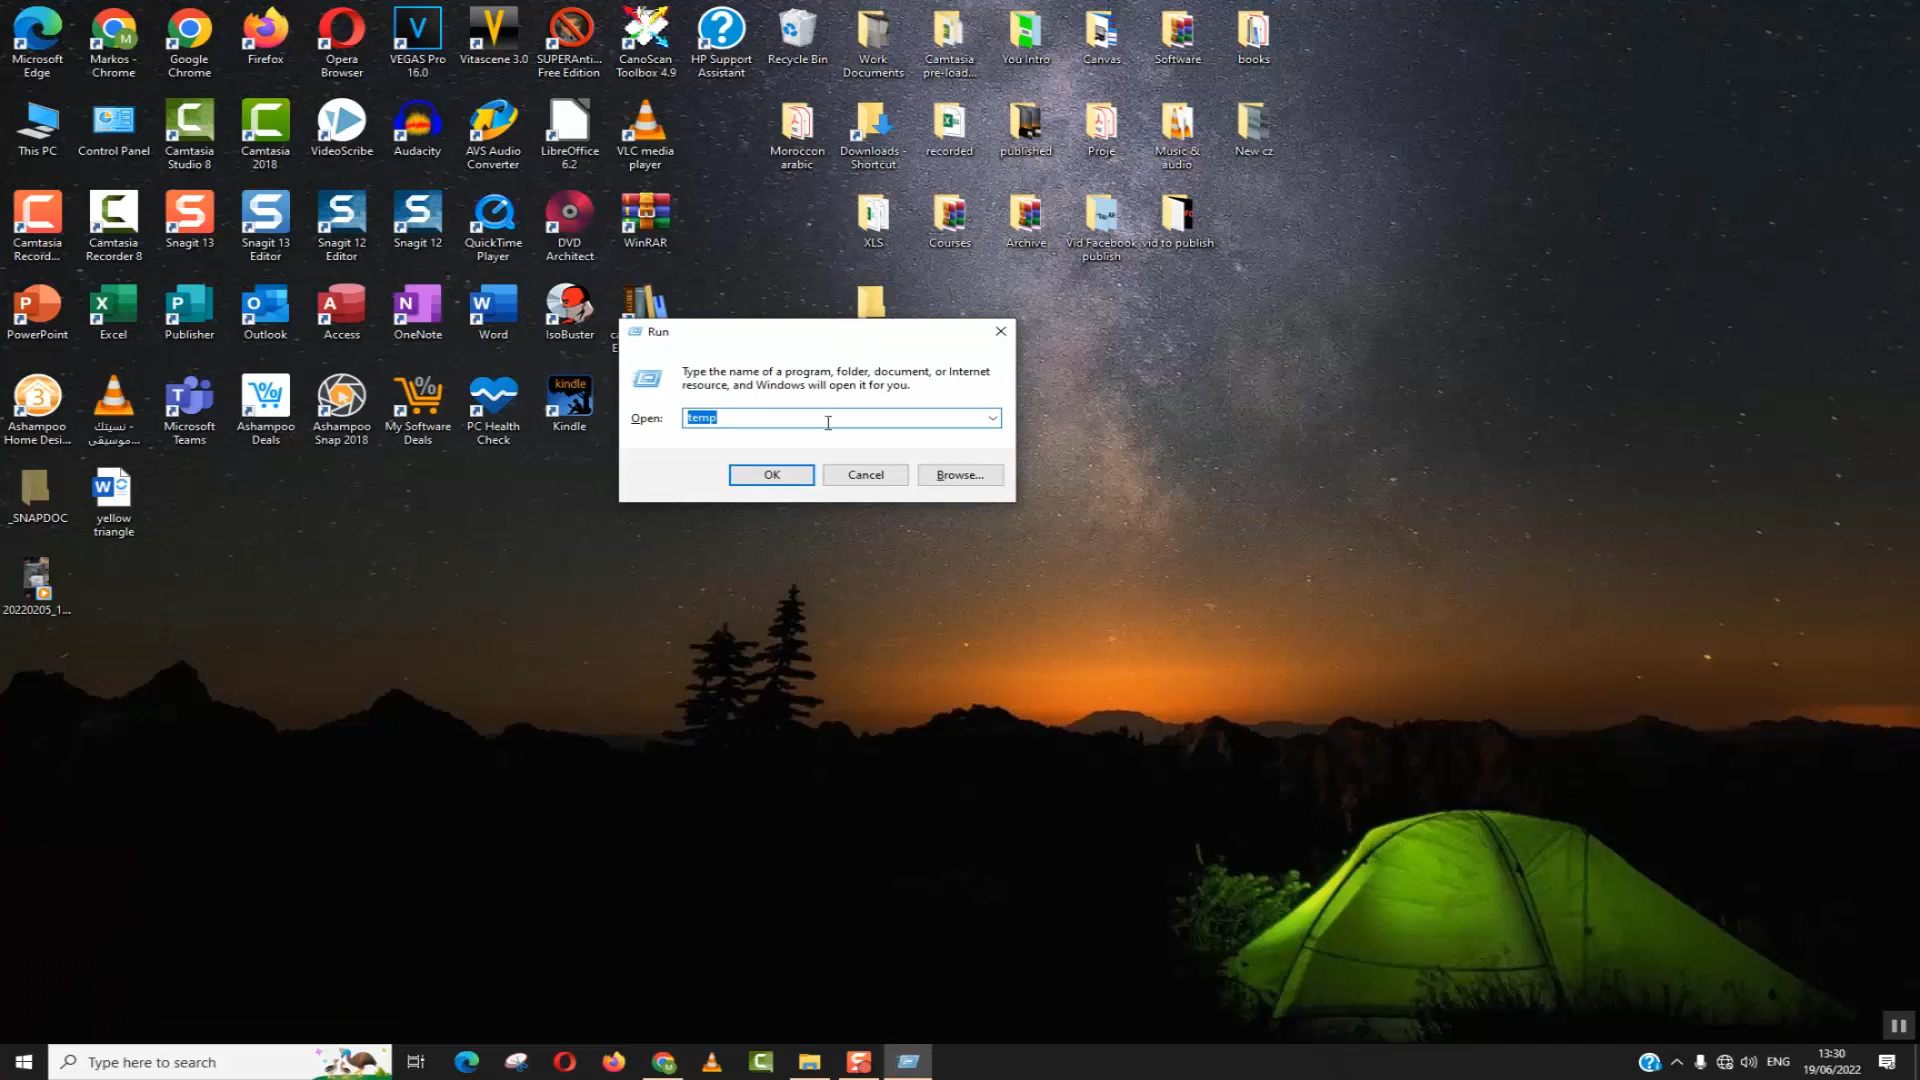 Microsoft
Edge
Markos -
Chrome
Google
Chrome
Firefox
Opera
Browser
VEGAS Pro
16.0
Vitascene 3.0
SUPERAnti...
Free Edition
CanoScan
Toolbox 4.9
HP Support
Assistant
Recycle Bin
Work
Documents
Camtasia
pre-load...
You Intro
Canvas
Software
books
This PC
Control Panel
Camtasia
Studio 8
Camtasia
2018
VideoScribe
Audacity
AVS Audio
Converter
LibreOffice
6.2
VLC media
player
Moroccon
arabic
Downloads -
Shortcut
recorded
published
Proje
Music &
audio
New cz
Camtasia
Record...
Camtasia
Recorder 8
Snagit 13
Snagit 13
Editor
Snagit 12
Editor
Snagit 12
QuickTime
Player
DVD
Architect
WinRAR
XLS
Courses
Archive
Vid Facebook
publish
vid to publish
PowerPoint
Excel
Publisher
Outlook
Access
OneNote
Word
IsoBuster
Run
Type the name of a program, folder, document, or Internet
resource, and Windows will open it for you.
Open:
temp
OK
Cancel
Browse...
Ashampoo
Home Desi...
نسيتك -
موسيقى...
Microsoft
Teams
Ashampoo
Deals
Ashampoo
Snap 2018
My Software
Deals
PC Health
Check
kindle
Kindle
_SNAPDOC
yellow
triangle
20220205_1...
Type here to search
ENG
13:30
19/06/2022